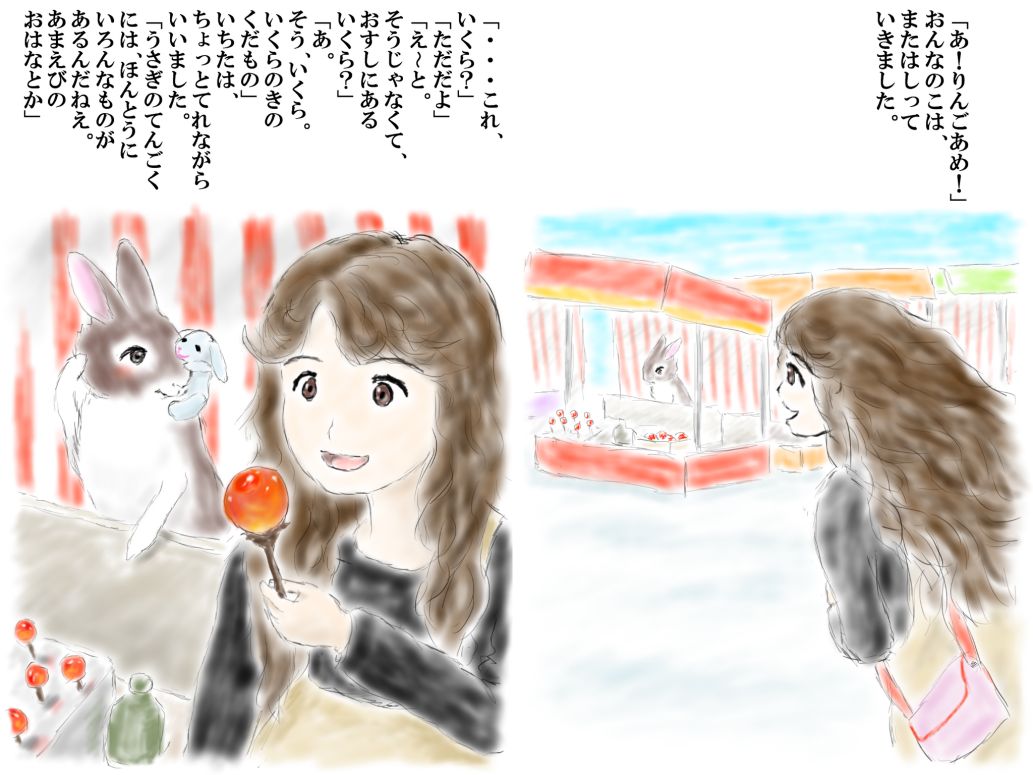 「あ！りんごあめ！」
おんなのこは、
またはしって
いきました。
「・・・これ、
いくら？」
「ただだよ」
「え～と。
そうじゃなくて、
おすしにある
いくら？」
「あ。
そう、いくら。
いくらのきの
くだもの」
いちたは、
ちょっとてれながら
いいました。
「うさぎのてんごく
には、ほんとうに
いろんなものが
あるんだねえ。
あまえびの
おはなとか」